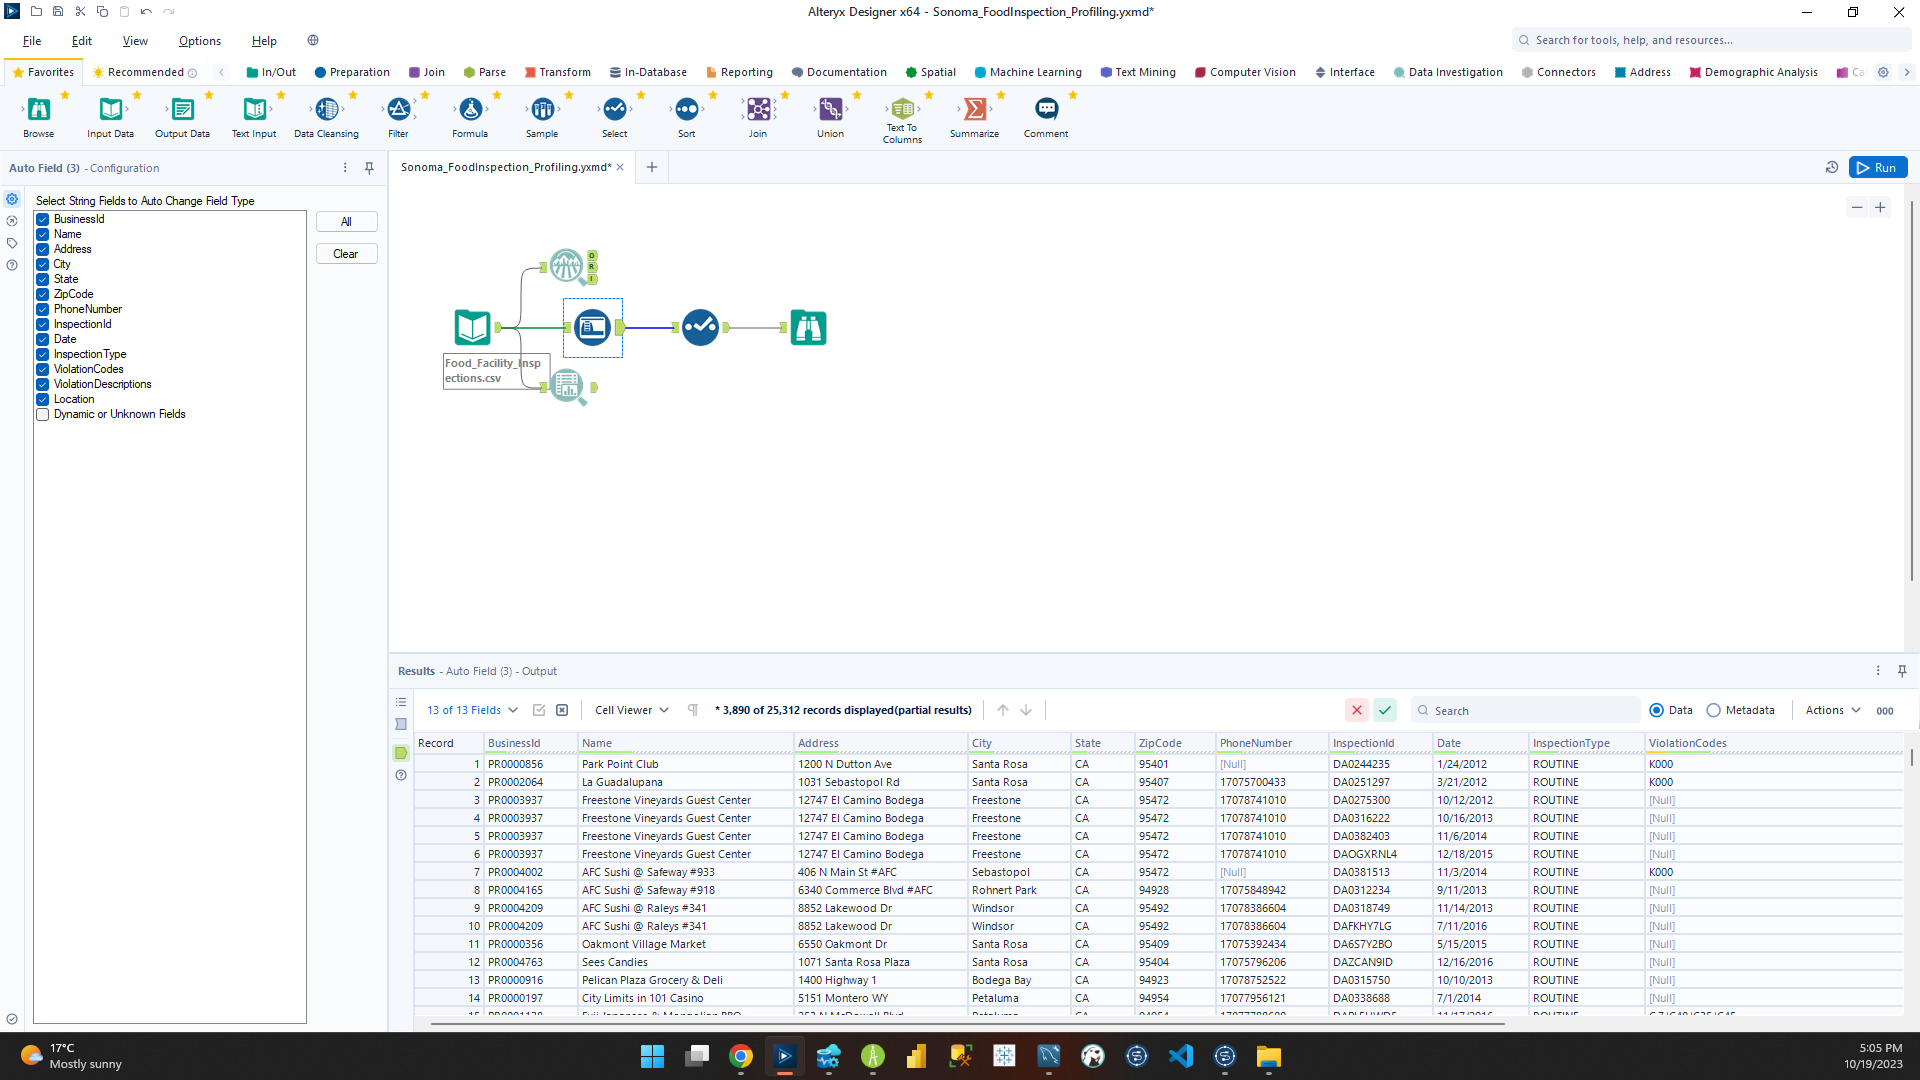 Alteryx Designer x64 - Sonoma_FoodInspection_Profiling.yxmd*
File Edit View Options Help
Search for tools, help, and resources...
Favorites Recommended In/Out Preparation Join Parse Transform In-Database Reporting Documentation Spatial Machine Learning Text Mining Computer Vision Interface Data Investigation Connectors Address Demographic Analysis Ca
Browse Input Data Output Data Text Input Data Cleansing Filter Formula Sample Select Sort Join Union Text To Columns Summarize Comment
Auto Field (3) - Configuration
Sonoma_FoodInspection_Profiling.yxmd*
Run
Select String Fields to Auto Change Field Type
BusinessId
Name
Address
City
State
ZipCode
PhoneNumber
InspectionId
Date
InspectionType
ViolationCodes
ViolationDescriptions
Location
Dynamic or Unknown Fields
All
Clear
O
R
I
Food_Facility_Insp
ections.csv
Results - Auto Field (3) - Output
13 of 13 Fields Cell Viewer * 3,890 of 25,312 records displayed(partial results) Search Data Metadata Actions 000
Record BusinessId Name Address City State ZipCode PhoneNumber InspectionId Date InspectionType ViolationCodes
1 PR0000856 Park Point Club 1200 N Dutton Ave Santa Rosa CA 95401 [Null] DA0244235 1/24/2012 ROUTINE K000
2 PR0002064 La Guadalupana 1031 Sebastopol Rd Santa Rosa CA 95407 17075700433 DA0251297 3/21/2012 ROUTINE K000
3 PR0003937 Freestone Vineyards Guest Center 12747 El Camino Bodega Freestone CA 95472 17078741010 DA0275300 10/12/2012 ROUTINE [Null]
4 PR0003937 Freestone Vineyards Guest Center 12747 El Camino Bodega Freestone CA 95472 17078741010 DA0316222 10/16/2013 ROUTINE [Null]
5 PR0003937 Freestone Vineyards Guest Center 12747 El Camino Bodega Freestone CA 95472 17078741010 DA0382403 11/6/2014 ROUTINE [Null]
6 PR0003937 Freestone Vineyards Guest Center 12747 El Camino Bodega Freestone CA 95472 17078741010 DAOGXRNL4 12/18/2015 ROUTINE [Null]
7 PR0004002 AFC Sushi @ Safeway #933 406 N Main St #AFC Sebastopol CA 95472 [Null] DA0381513 11/3/2014 ROUTINE K000
8 PR0004165 AFC Sushi @ Safeway #918 6340 Commerce Blvd #AFC Rohnert Park CA 94928 17075848942 DA0312234 9/11/2013 ROUTINE [Null]
9 PR0004209 AFC Sushi @ Raleys #341 8852 Lakewood Dr Windsor CA 95492 17078386604 DA0318749 11/14/2013 ROUTINE [Null]
10 PR0004209 AFC Sushi @ Raleys #341 8852 Lakewood Dr Windsor CA 95492 17078386604 DAFKHY7LG 7/11/2016 ROUTINE [Null]
11 PR0000356 Oakmont Village Market 6550 Oakmont Dr Santa Rosa CA 95409 17075392434 DA6S7Y2BO 5/15/2015 ROUTINE [Null]
12 PR0004763 Sees Candies 1071 Santa Rosa Plaza Santa Rosa CA 95404 17075796206 DAZCAN9ID 12/16/2016 ROUTINE [Null]
13 PR0000916 Pelican Plaza Grocery & Deli 1400 Highway 1 Bodega Bay CA 94923 17078752522 DA0315750 10/10/2013 ROUTINE [Null]
14 PR0000197 City Limits in 101 Casino 5151 Montero WY Petaluma CA 94954 17077956121 DA0338688 7/1/2014 ROUTINE [Null]
17°C
Mostly sunny
5:05 PM
10/19/2023